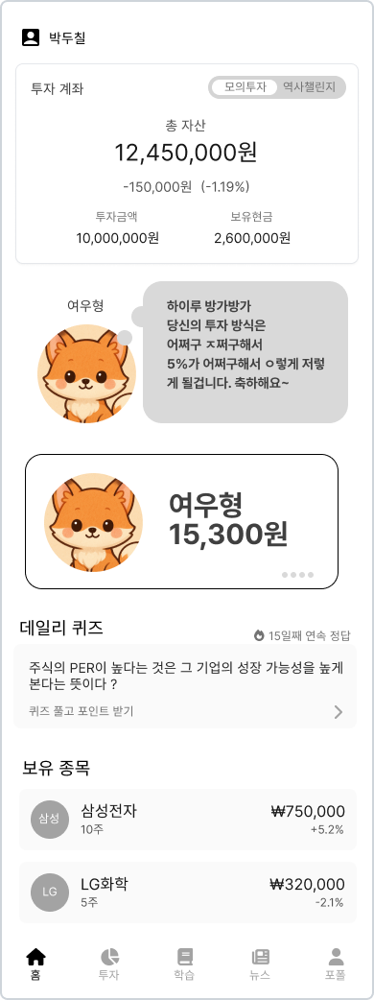 박두칠
투자 계좌
모의투자 역사챌린지
총 자산
12,450,000원
-150,000원 (-1.19%)
투자금액 보유현금
10,000,000원 2,600,000원
여우형
하이루 방가방가
당신의 투자 방식은
어쩌구 ㅈ쩌구해서
5%가 어쩌구해서 ㅇ렇게 저렇
게 될겁니다. 축하해요~
여우형
15,300원
데일리 퀴즈
15일째 연속 정답
주식의 PER이 높다는 것은 그 기업의 성장 가능성을 높게
본다는 뜻이다 ?
퀴즈 풀고 포인트 받기
보유 종목
삼성 삼성전자 ₩750,000
10주 +5.2%
LG LG화학 ₩320,000
5주 -2.1%
홈 투자 학습 뉴스 포폴